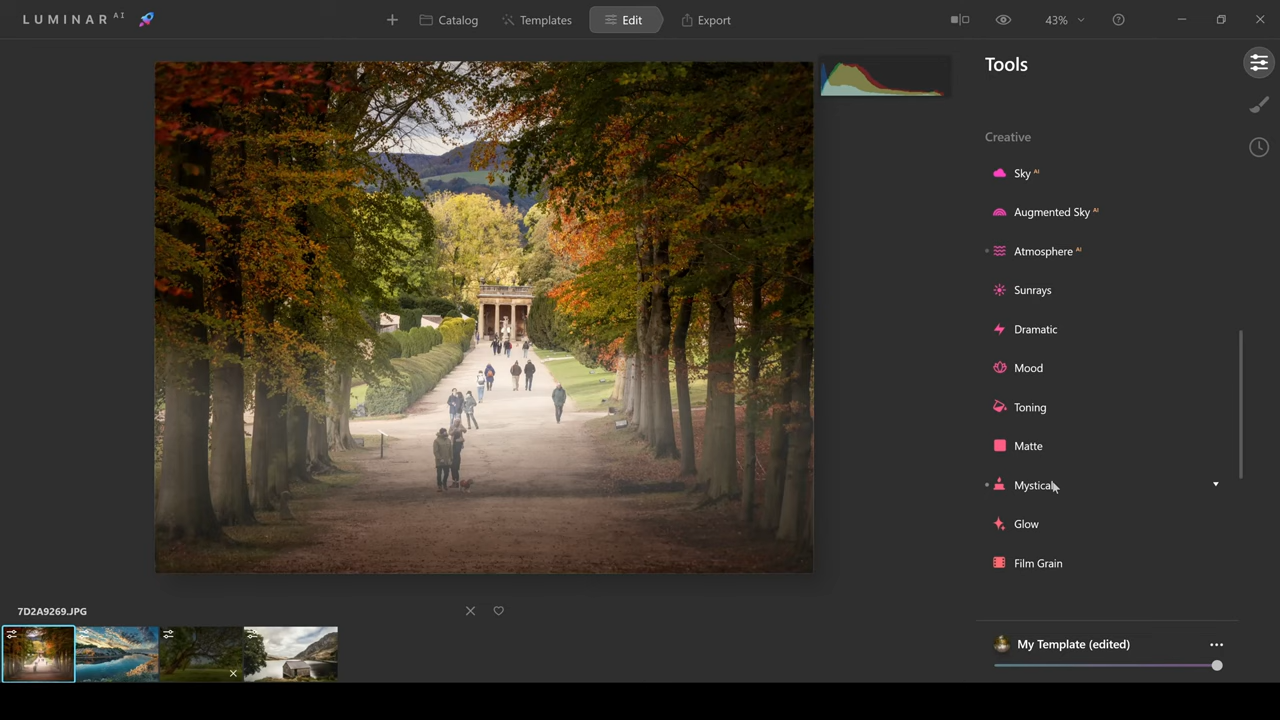 LUMINAR AI
Catalog
Templates
Edit
Export
43%
Tools
Creative
Sky AI
Augmented Sky AI
Atmosphere AI
Sunrays
Dramatic
Mood
Toning
Matte
Mystical
Glow
Film Grain
7D2A9269.JPG
My Template (edited)